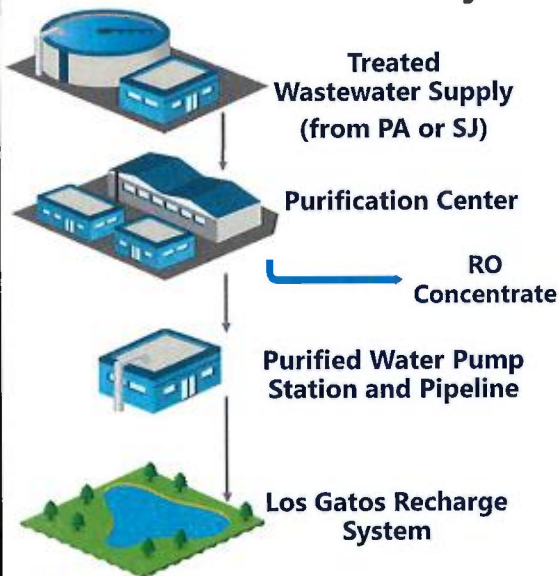 Treated
Wastewater Supply
(from PA or SJ)
Purification Center
RO
Concentrate
Purified Water Pump
Station and Pipeline
Los Gatos Recharge
System